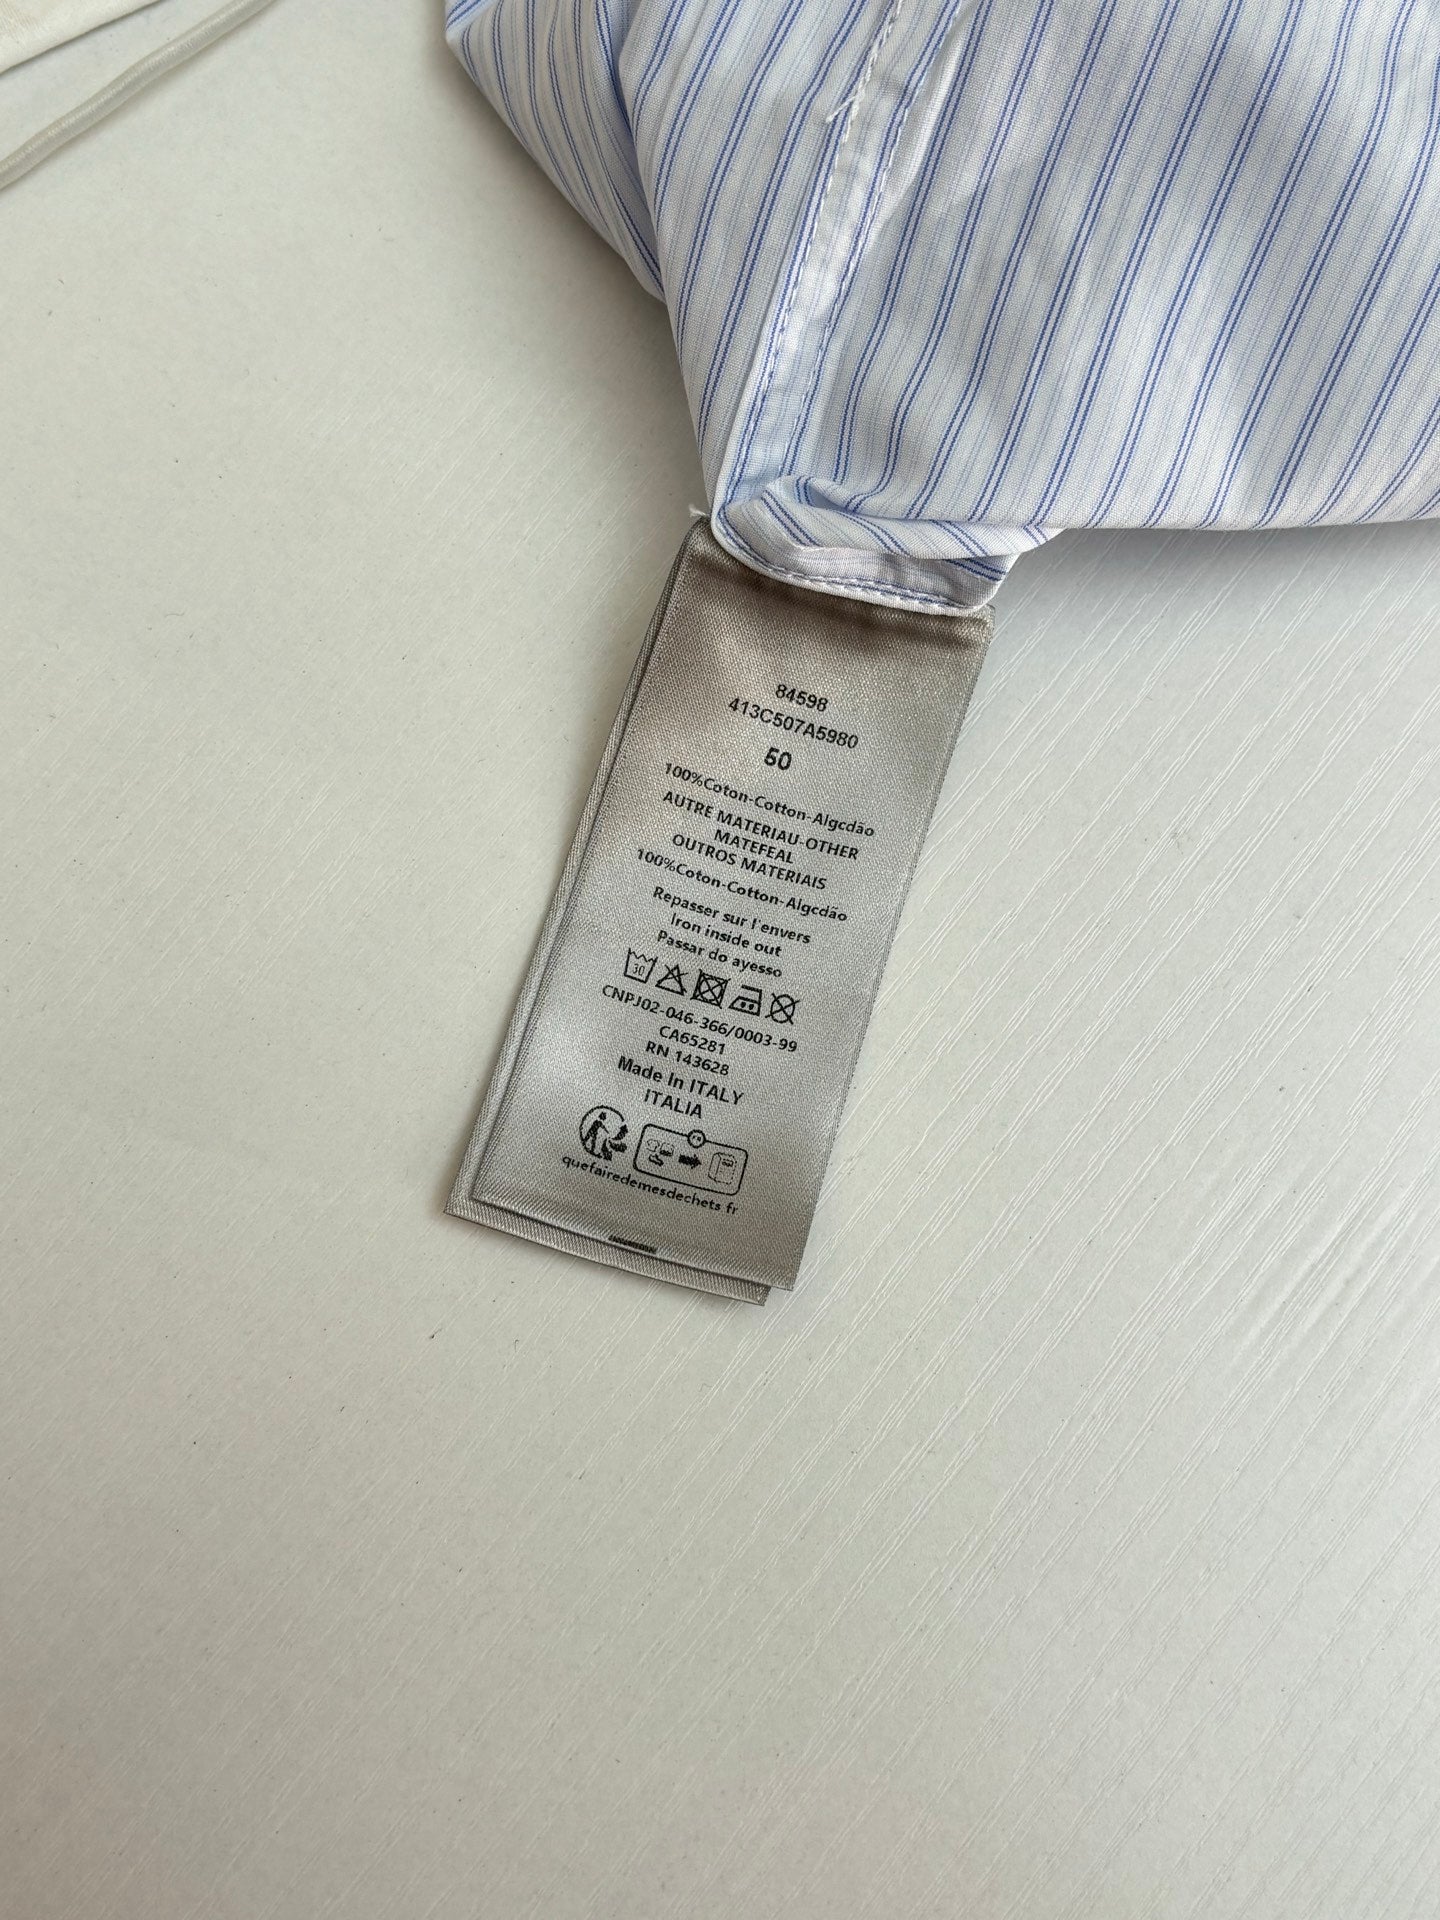 84598
413C507A5980
50
100%Coton-Cotton-Algcdão
AUTRE MATERIAU-OTHER
MATEFEAL
OUTROS MATERIAIS
100%Coton-Cotton-Algcdão
Repasser sur l'envers
Iron inside out
Passar do ayesso
30
CNPJ02-046-366/0003-99
CA65281
RN 143628
Made In ITALY
ITALIA
quefairedemesdechets fr